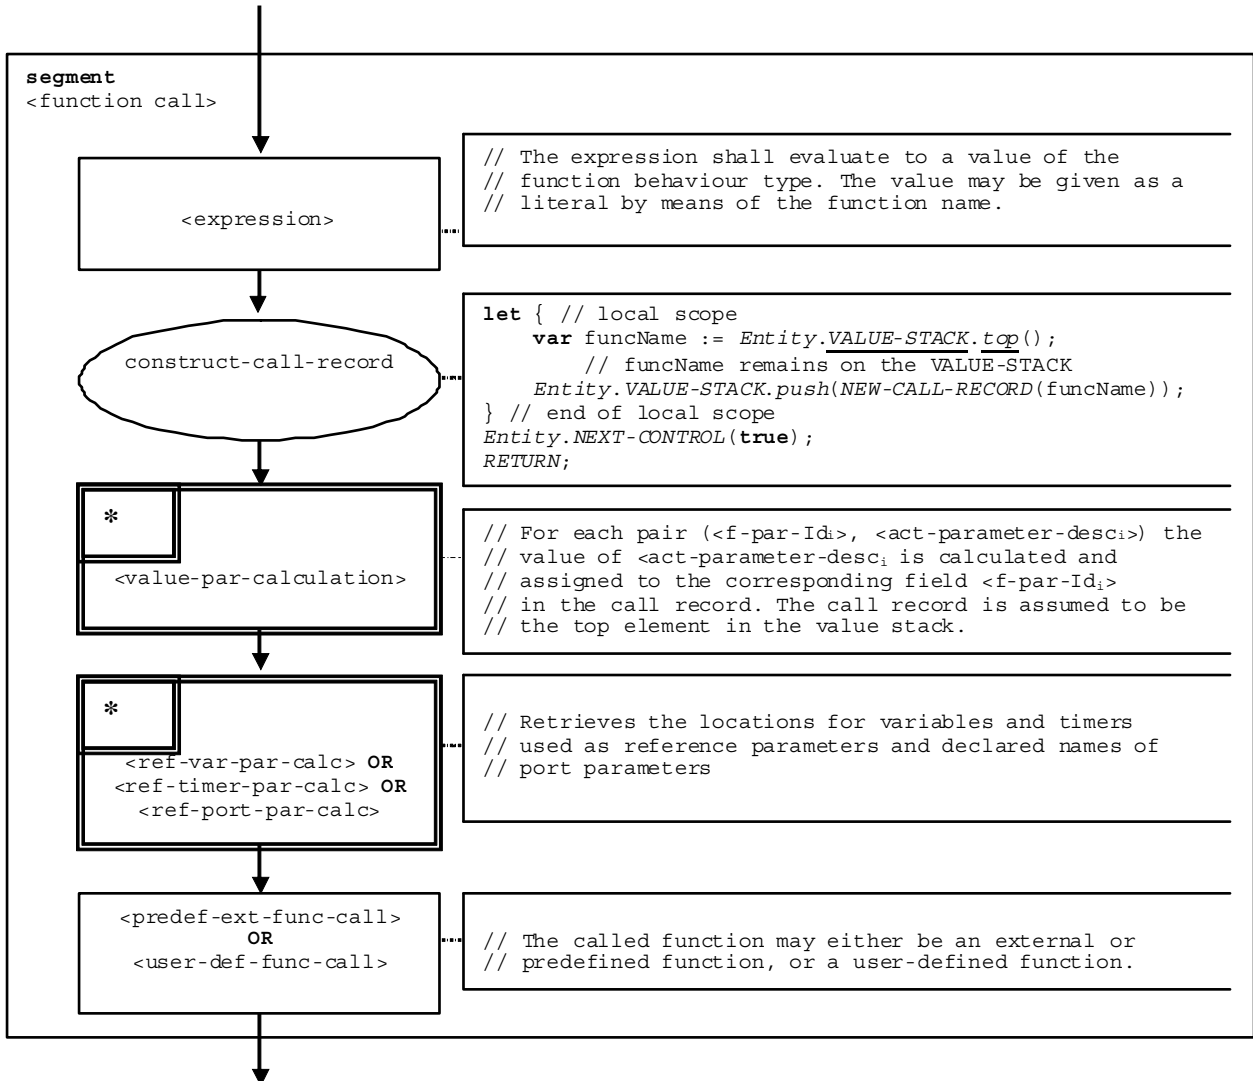 segment
<function call>
<expression>
// The expression shall evaluate to a value of the
// function behaviour type. The value may be given as a
// literal by means of the function name.
construct-call-record
let { // local scope
var funcName := Entity.VALUE-STACK.top();
// funcName remains on the VALUE-STACK
Entity.VALUE-STACK.push(NEW-CALL-RECORD(funcName));
} // end of local scope
Entity.NEXT-CONTROL(true);
RETURN;
*
<value-par-calculation>
// For each pair (<f-par-Idi>, <act-parameter-desci>) the
// value of <act-parameter-desci is calculated and
// assigned to the corresponding field <f-par-Idi>
// in the call record. The call record is assumed to be
// the top element in the value stack.
*
<ref-var-par-calc> OR
<ref-timer-par-calc> OR
<ref-port-par-calc>
// Retrieves the locations for variables and timers
// used as reference parameters and declared names of
// port parameters
<predef-ext-func-call>
OR
<user-def-func-call>
// The called function may either be an external or
// predefined function, or a user-defined function.